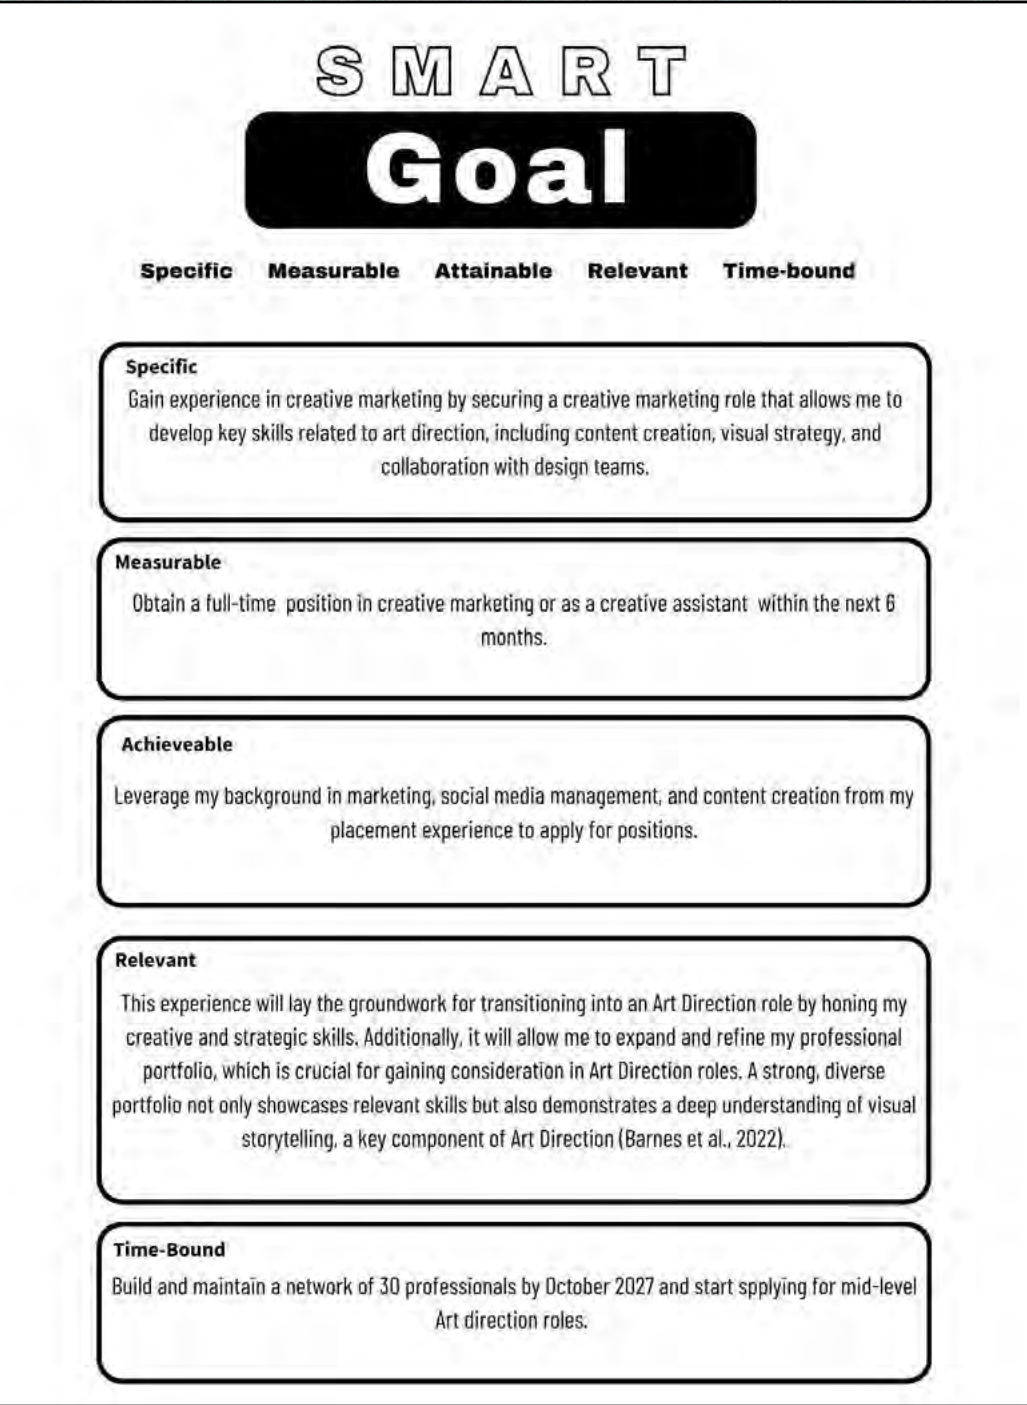 SMART
Goal
Specific Measurable Attainable Relevant Time-bound
Specific
Gain experience in creative marketing by securing a creative marketing role that allows me to
develop key skills related to art direction, including content creation, visual strategy, and
collaboration with design teams.
Measurable
Obtain a full-time position in creative marketing or as a creative assistant within the next 6
months.
Achieveable
Leverage my background in marketing, social media management, and content creation from my
placement experience to apply for positions.
Relevant
This experience will lay the groundwork for transitioning into an Art Direction role by honing my
creative and strategic skills. Additionally, it will allow me to expand and refine my professional
portfolio, which is crucial for gaining consideration in Art Direction roles. A strong, diverse
portfolio not only showcases relevant skills but also demonstrates a deep understanding of visual
storytelling, a key component of Art Direction (Barnes et al., 2022).
Time-Bound
Build and maintain a network of 30 professionals by October 2027 and start spplying for mid-level
Art direction roles.